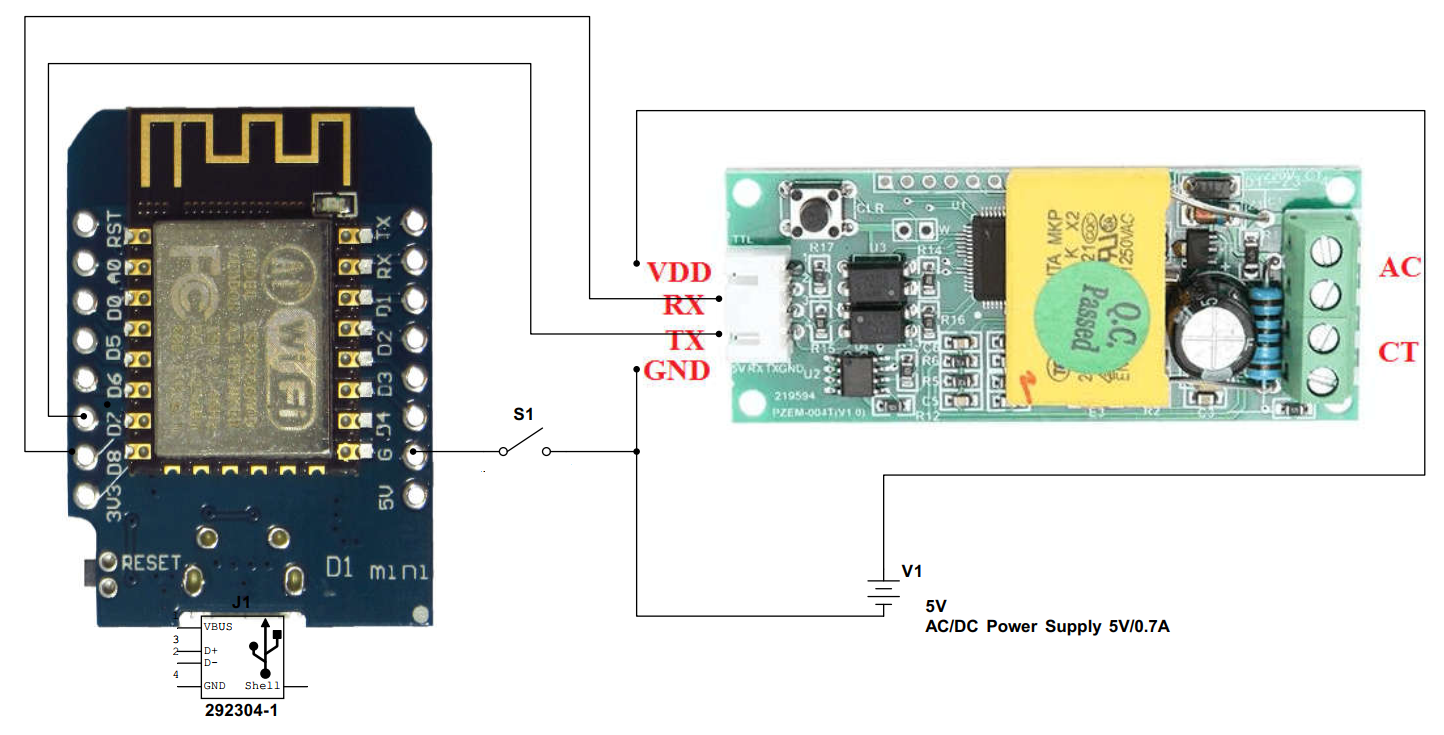 RST
A0
D0
D5
D6
D7
D8
3V3
TX
RX
D1
D2
D3
D4
G
5V
FC
WiFi
RESET
D1 mini
J1
VBUS
3
2
D+
D-
4
GND
Shell
292304-1
S1
VDD
RX
TX
GND
TTL
CLR
R17
U3
R14
W
U1
R16
R15
C6
R6
R5
C5
U2
R12
5V RX TX GND
219594
PZEM-004T(V1.0)
MKP
X2
Q.C
Passed
E3
R2
C3
AC
CT
V1
5V
AC/DC Power Supply 5V/0.7A